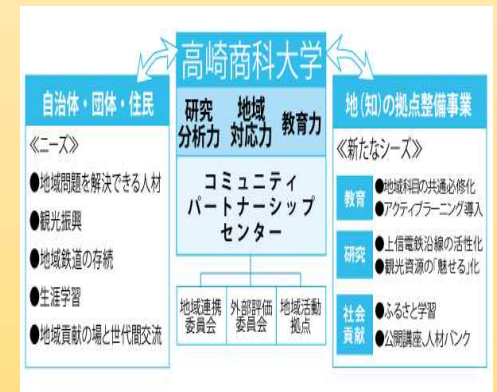 高崎商科大学
研究 地域 教育力
分析力 対応力
コミュニティ
パートナーシップ
センター
地域連携 外部評価 地域活動
委員会 委員会 拠点
自治体・団体・住民
≪ニーズ≫
●地域問題を解決できる人材
●観光振興
●地域鉄道の存続
●生涯学習
●地域貢献の場と世代間交流
地(知)の拠点整備事業
≪新たなシーズ≫
教育
●地域科目の共通必修化
●アクティブラーニング導入
研究
●上信電鉄沿線の活性化
●観光資源の「魅せる」化
社会
貢献
●ふるさと学習
●公開講座、人材バンク